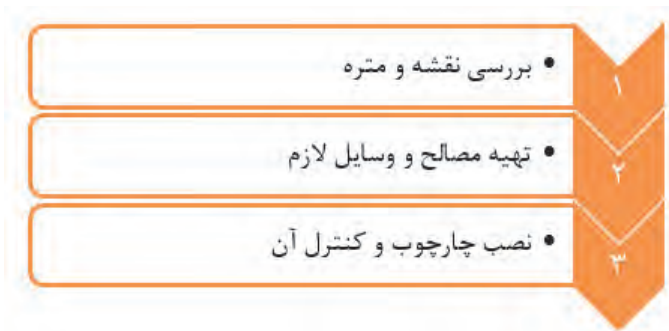 ۱
• بررسی نقشه و متره
۲
• تهیه مصالح و وسایل لازم
۳
• نصب چارچوب و کنترل آن